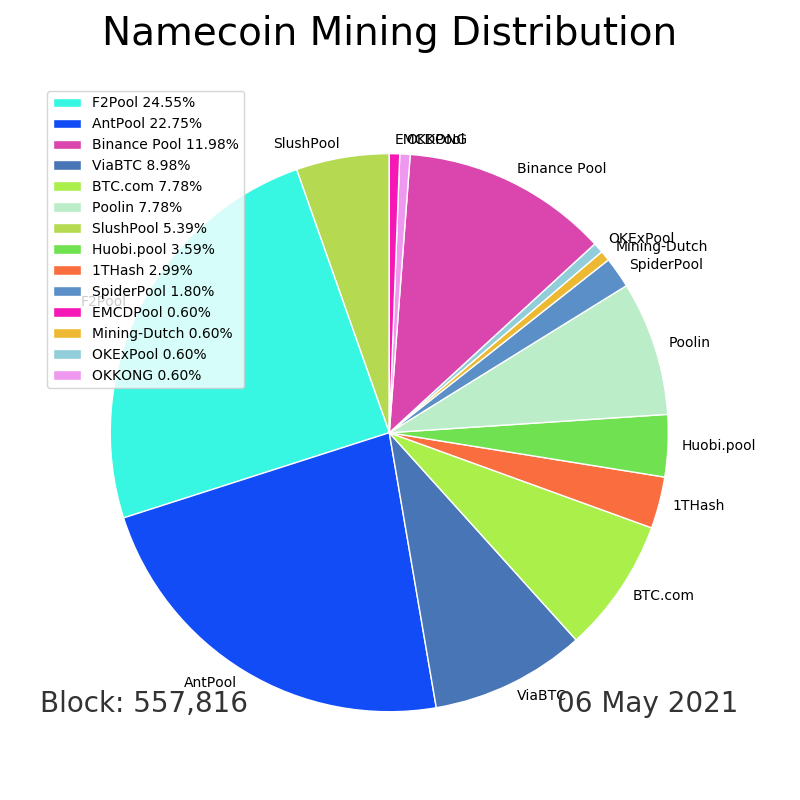 Namecoin Mining Distribution
F2Pool 24.55%
AntPool 22.75%
Binance Pool 11.98%
ViaBTC 8.98%
BTC.com 7.78%
Poolin 7.78%
SlushPool 5.39%
Huobi.pool 3.59%
1THash 2.99%
SpiderPool 1.80%
EMCDPool 0.60%
Mining-Dutch 0.60%
OKExPool 0.60%
OKKONG 0.60%
SlushPool
EMCDPool
OKKONG
Binance Pool
OKExPool
Mining-Dutch
SpiderPool
F2Pool
Poolin
Huobi.pool
1THash
BTC.com
AntPool
ViaBTC
Block: 557,816
06 May 2021